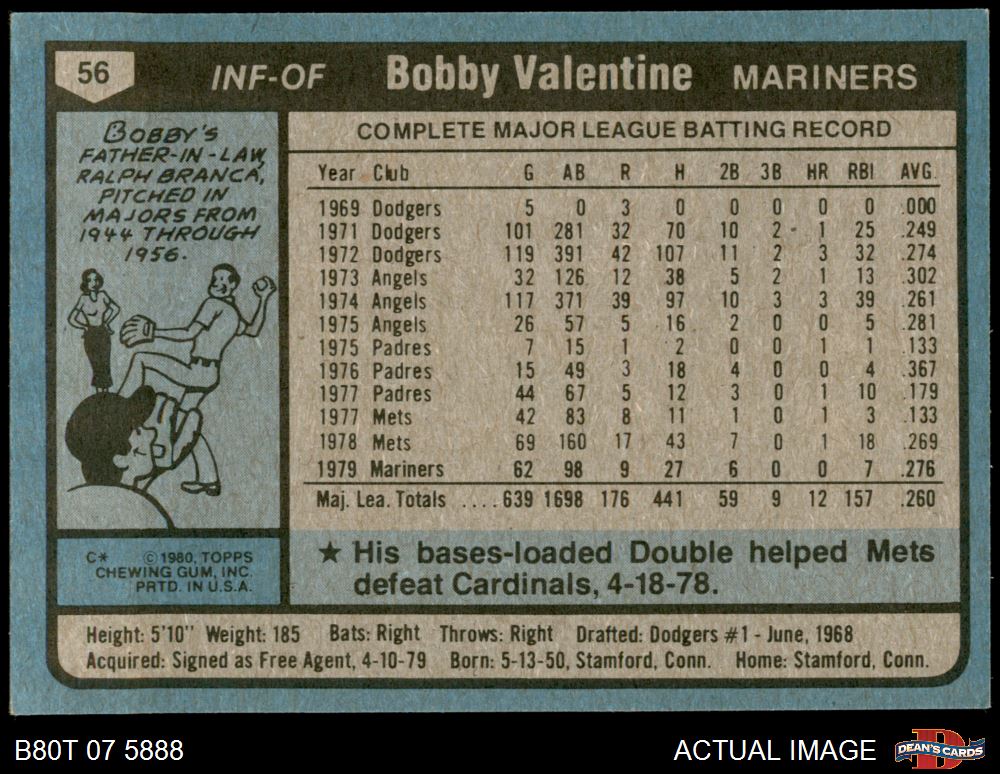 56 INF-OF Bobby Valentine MARINERS
BOBBY'S
FATHER-IN-LAW,
RALPH BRANCA,
PITCHED IN
MAJORS FROM
1944 THROUGH
1956.
C* © 1980, TOPPS
CHEWING GUM, INC.
PRTD. IN U.S.A.
COMPLETE MAJOR LEAGUE BATTING RECORD
Year Club G AB R H 2B 3B HR RBI AVG.
1969 Dodgers 5 0 3 0 0 0 0 0 .000
1971 Dodgers 101 281 32 70 10 2 1 25 .249
1972 Dodgers 119 391 42 107 11 2 3 32 .274
1973 Angels 32 126 12 38 5 2 1 13 .302
1974 Angels 117 371 39 97 10 3 3 39 .261
1975 Angels 26 57 5 16 2 0 0 5 .281
1975 Padres 7 15 1 2 0 0 1 1 .133
1976 Padres 15 49 3 18 4 0 0 4 .367
1977 Padres 44 67 5 12 3 0 1 10 .179
1977 Mets 42 83 8 11 1 0 1 3 .133
1978 Mets 69 160 17 43 7 0 1 18 .269
1979 Mariners 62 98 9 27 6 0 0 7 .276
Maj. Lea. Totals ....639 1698 176 441 59 9 12 157 .260
★ His bases-loaded Double helped Mets
defeat Cardinals, 4-18-78.
Height: 5'10" Weight: 185 Bats: Right Throws: Right Drafted: Dodgers #1 - June, 1968
Acquired: Signed as Free Agent, 4-10-79 Born: 5-13-50, Stamford, Conn. Home: Stamford, Conn.
B80T 07 5888 ACTUAL IMAGE DEAN'S CARDS